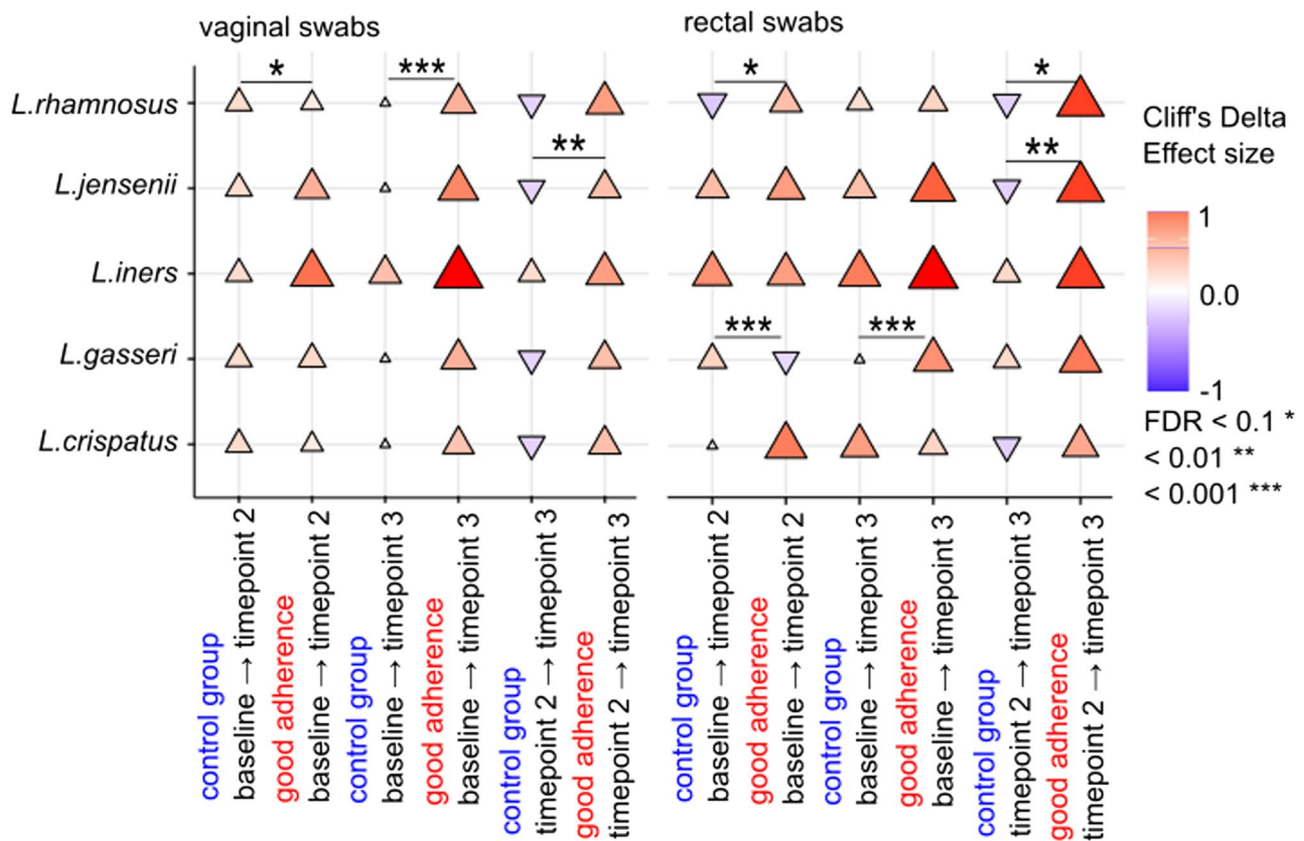 vaginal swabs
rectal swabs
* *** * *
L.rhamnosus
** **
L.jensenii
L.iners
*** ***
L.gasseri
L.crispatus
control group
baseline → timepoint 2
good adherence
baseline → timepoint 2
control group
baseline → timepoint 3
good adherence
baseline → timepoint 3
control group
timepoint 2 → timepoint 3
good adherence
timepoint 2 → timepoint 3
control group
baseline → timepoint 2
good adherence
baseline → timepoint 2
control group
baseline → timepoint 3
good adherence
baseline → timepoint 3
control group
timepoint 2 → timepoint 3
good adherence
timepoint 2 → timepoint 3
Cliff's Delta
Effect size
1
0.0
-1
FDR < 0.1 *
< 0.01 **
< 0.001 ***